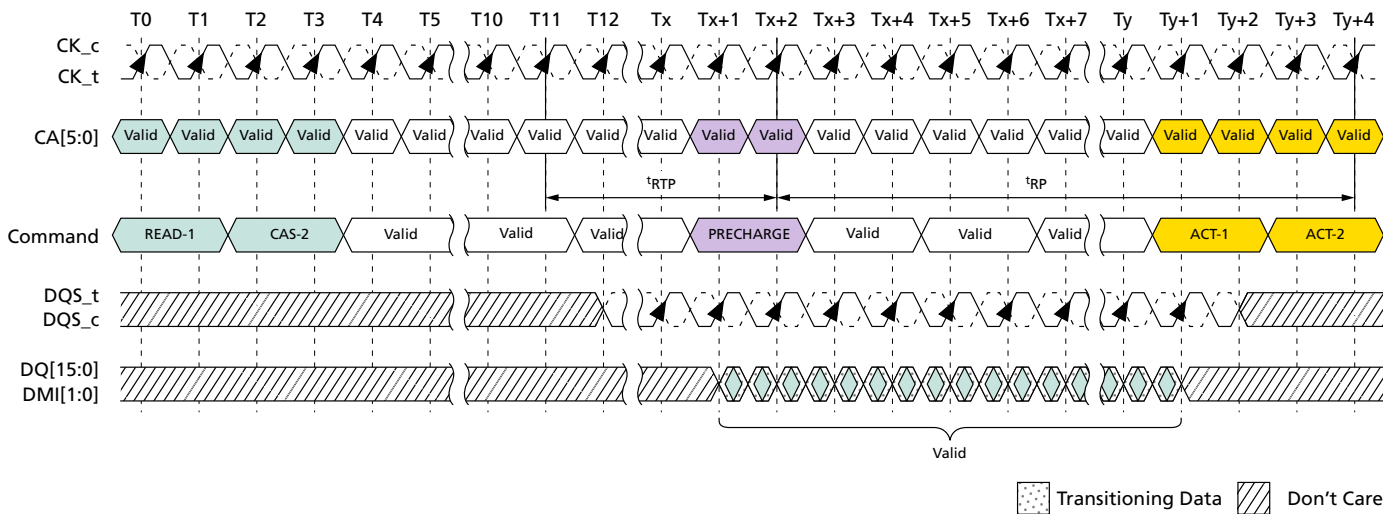 T0 T1 T2 T3 T4 T5 T10 T11 T12 Tx Tx+1 Tx+2 Tx+3 Tx+4 Tx+5 Tx+6 Tx+7 Ty Ty+1 Ty+2 Ty+3 Ty+4
CK_c
CK_t
CA[5:0] Valid Valid Valid Valid Valid Valid Valid Valid Valid Valid Valid Valid Valid Valid Valid Valid Valid Valid Valid Valid Valid Valid
tRTP tRP
Command READ-1 CAS-2 Valid Valid Valid PRECHARGE Valid Valid Valid ACT-1 ACT-2
DQS_t
DQS_c
DQ[15:0]
DMI[1:0]
Valid
Transitioning Data Don't Care